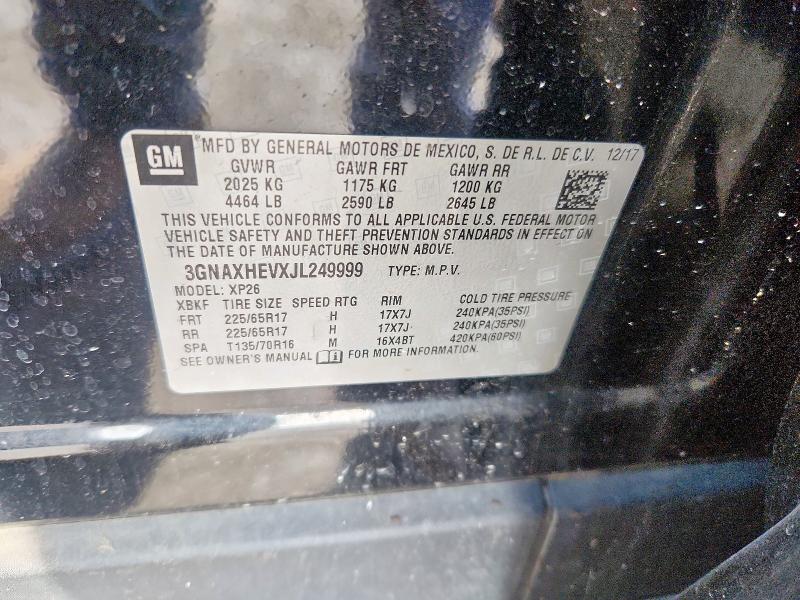 GM MFD BY GENERAL MOTORS DE MEXICO, S. DE R.L. DE C.V. 12/17
GVWR GAWR FRT GAWR RR
2025 KG 1175 KG 1200 KG
4464 LB 2590 LB 2645 LB
THIS VEHICLE CONFORMS TO ALL APPLICABLE U.S. FEDERAL MOTOR
VEHICLE SAFETY AND THEFT PREVENTION STANDARDS IN EFFECT ON
THE DATE OF MANUFACTURE SHOWN ABOVE.
3GNAXHEVXJL249999 TYPE: M.P.V.
MODEL: XP26
XBKF TIRE SIZE SPEED RTG RIM COLD TIRE PRESSURE
FRT 225/65R17 H 17X7J 240KPA(35PSI)
RR 225/65R17 H 17X7J 240KPA(35PSI)
SPA T135/70R16 M 16X4BT 420KPA(60PSI)
SEE OWNER'S MANUAL FOR MORE INFORMATION.